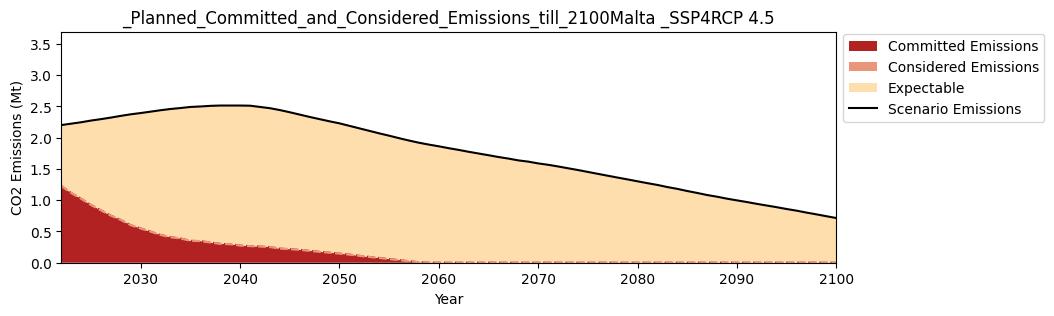 _Planned_Committed_and_Considered_Emissions_till_2100Malta _SSP4RCP 4.5
3.5
3.0
2.5
2.0
1.5
1.0
0.5
0.0
CO2 Emissions (Mt)
2030 2040 2050 2060 2070 2080 2090 2100
Year
Committed Emissions
Considered Emissions
Expectable
Scenario Emissions